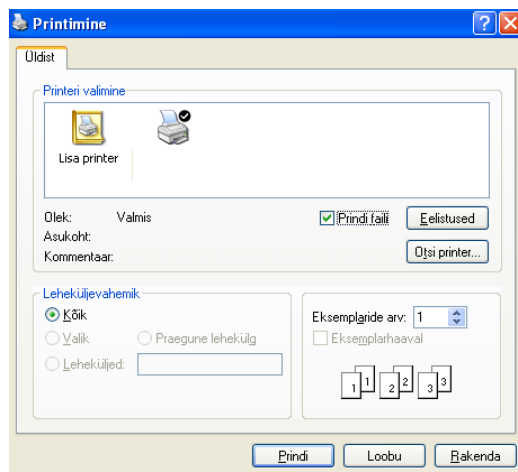 Printimine
Üldist
Printeri valimine
Lisa printer
Olek: Valmis
Prindi faili
Eelistused
Asukoht:
Kommentaar:
Otsi printer...
Leheküljevahemik
Kõik
Valik
Praegune lehekülg
Leheküljed:
Eksemplaride arv: 1
Eksemplarhaaval
1 1 2 2 3 3
Prindi
Loobu
Rakenda